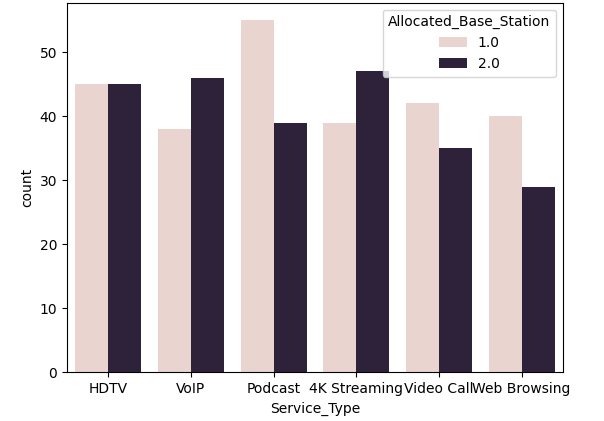 Allocated_Base_Station
1.0
2.0
50
40
30
20
10
0
count
HDTV VoIP Podcast 4K Streaming Video Call Web Browsing
Service_Type